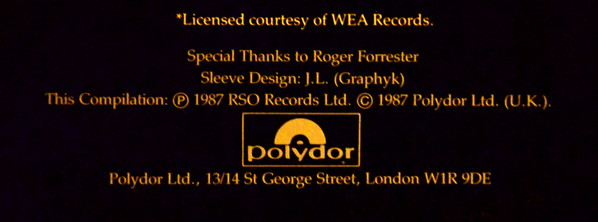 *Licensed courtesy of WEA Records.
Special Thanks to Roger Forrester
Sleeve Design: J.L. (Graphyk)
This Compilation: ℗ 1987 RSO Records Ltd. © 1987 Polydor Ltd. (U.K.).
polydor
Polydor Ltd., 13/14 St George Street, London W1R 9DE